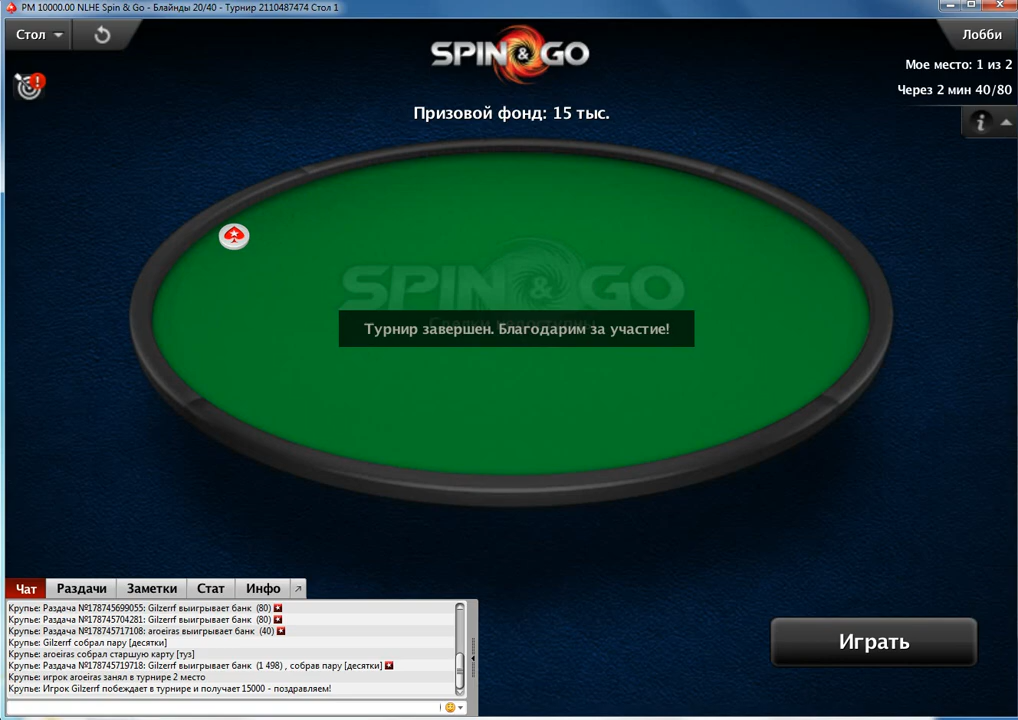 PM 10000.00 NLHE Spin & Go - Блайнды 20/40 - Турнир 2110487474 Стол 1
Стол
Лобби
SPIN & GO
Мое место: 1 из 2
Через 2 мин 40/80
Призовой фонд: 15 тыс.
SPIN & GO
Турнир завершен. Благодарим за участие!
Чат Раздачи Заметки Стат Инфо
Крупье: Раздача №178745699055: Gilzerrf выигрывает банк (80)
Крупье: Раздача №178745704281: Gilzerrf выигрывает банк (80)
Крупье: Раздача №178745717108: aroeiras выигрывает банк (40)
Крупье: Gilzerrf собрал пару [десятки]
Крупье: aroeiras собрал старшую карту [туз]
Крупье: Раздача №178745719718: Gilzerrf выигрывает банк (1 498) , собрав пару [десятки]
Крупье: игрок aroeiras занял в турнире 2 место
Крупье: Игрок Gilzerrf побеждает в турнире и получает 15000 - поздравляем!
Играть